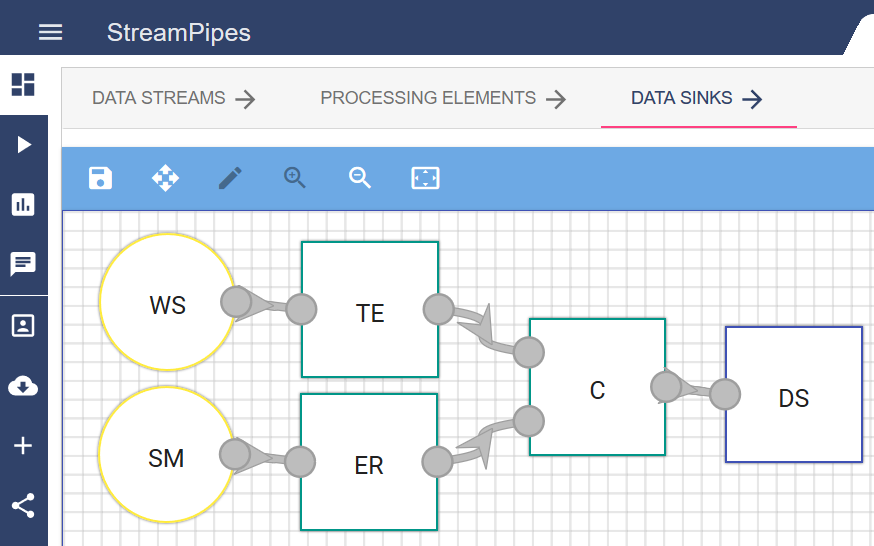 StreamPipes
DATA STREAMS
PROCESSING ELEMENTS
DATA SINKS
WS
TE
C
DS
SM
ER